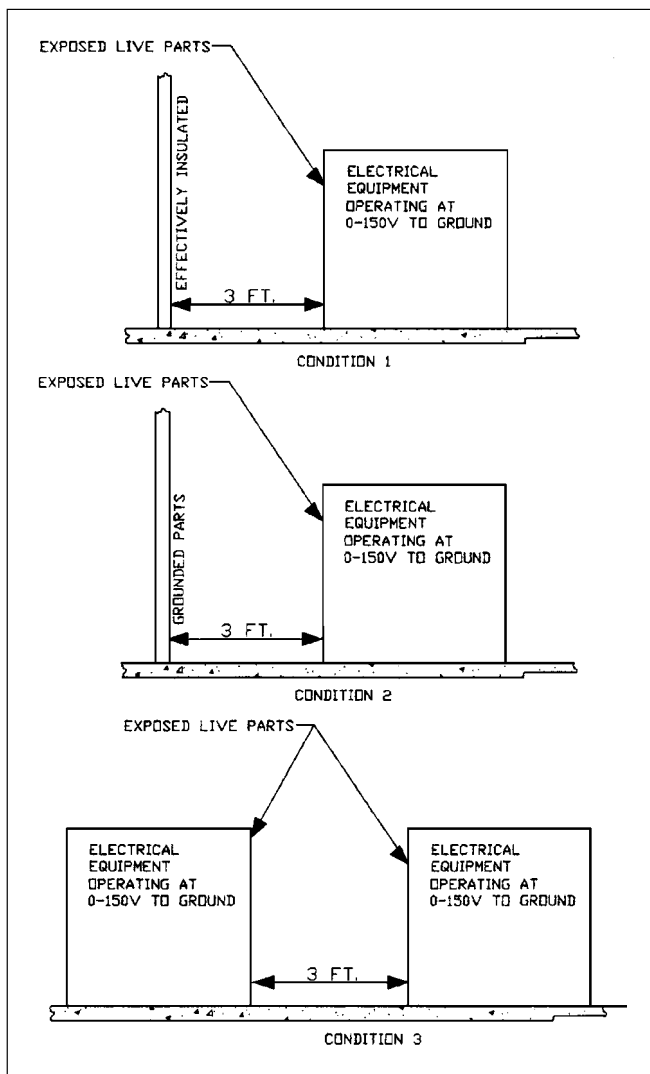 EXPOSED LIVE PARTS
EFFECTIVELY INSULATED
ELECTRICAL
EQUIPMENT
OPERATING AT
0-150V TO GROUND
3 FT.
CONDITION 1
EXPOSED LIVE PARTS
GROUNDED PARTS
ELECTRICAL
EQUIPMENT
OPERATING AT
0-150V TO GROUND
3 FT.
CONDITION 2
EXPOSED LIVE PARTS
ELECTRICAL
EQUIPMENT
OPERATING AT
0-150V TO GROUND
ELECTRICAL
EQUIPMENT
OPERATING AT
0-150V TO GROUND
3 FT.
CONDITION 3